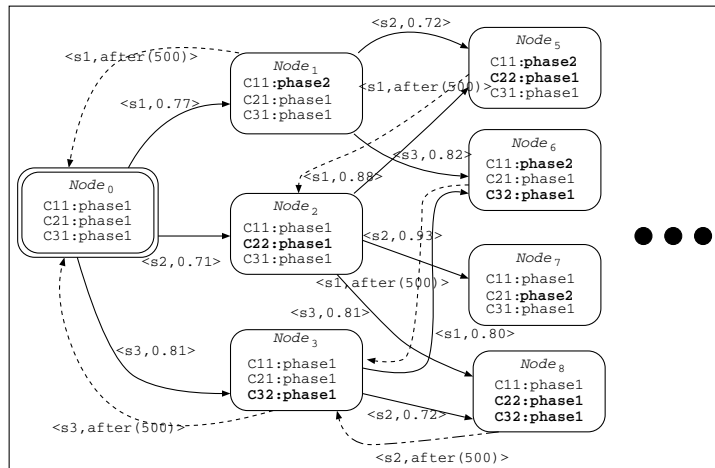 <s2,0.72>
<s1,after(500)>
Node1
C11:phase2
C21:phase1
C31:phase1
Node5
C11:phase2
C22:phase1
C31:phase1
<s1,after(500)>
<s1,0.77>
<s3,0.82>
Node6
C11:phase2
C21:phase1
C32:phase1
<s1,0.88>
Node0
C11:phase1
C21:phase1
C31:phase1
Node2
C11:phase1
C22:phase1
C31:phase1
<s2,0.93>
<s2,0.71>
Node7
C11:phase1
C21:phase2
C31:phase1
<s1,after(500)>
<s3,0.81>
<s1,0.80>
<s3,0.81>
Node3
C11:phase1
C21:phase1
C32:phase1
Node8
C11:phase1
C22:phase1
C32:phase1
<s2,0.72>
<s3,after(500)>
<s2,after(500)>